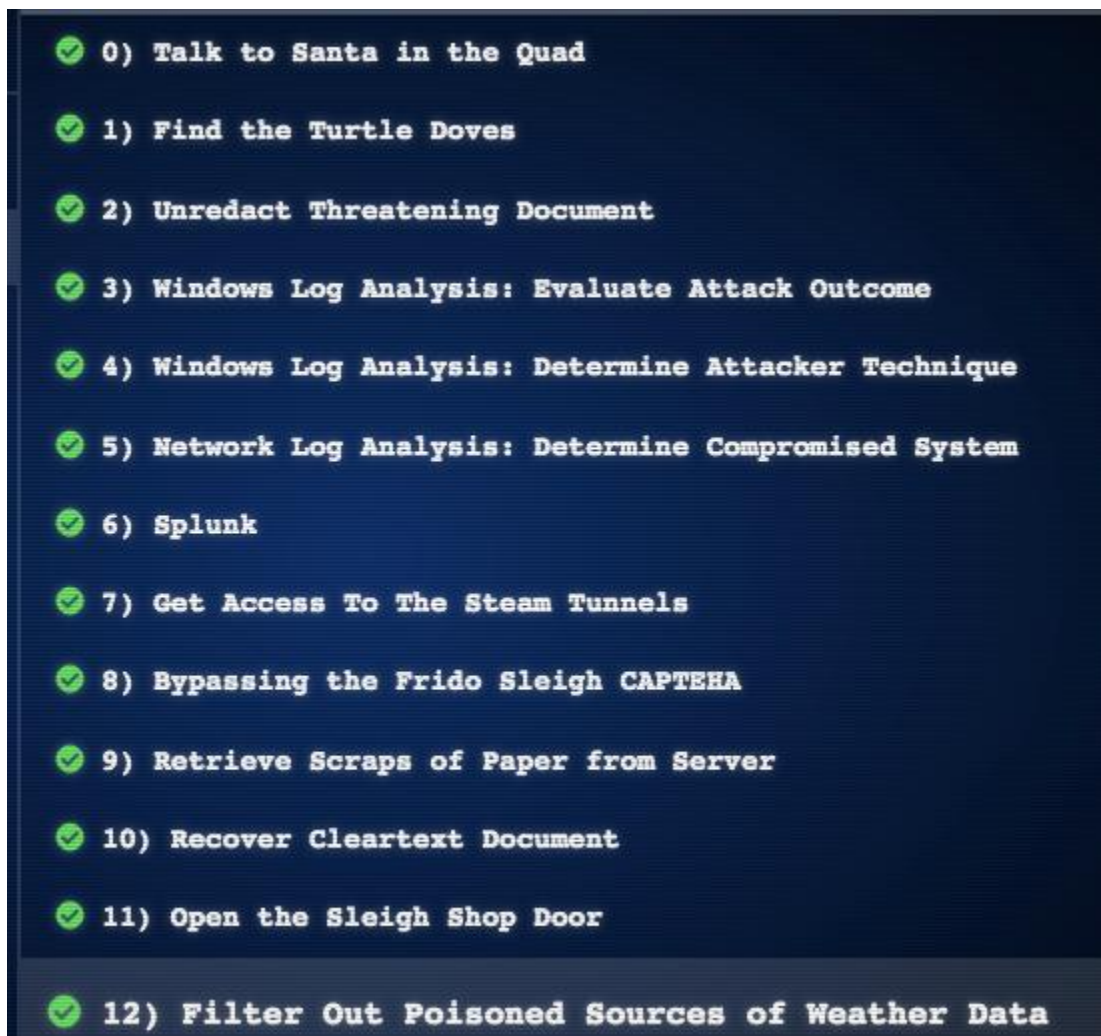 0) Talk to Santa in the Quad
1) Find the Turtle Doves
2) Unredact Threatening Document
3) Windows Log Analysis: Evaluate Attack Outcome
4) Windows Log Analysis: Determine Attacker Technique
5) Network Log Analysis: Determine Compromised System
6) Splunk
7) Get Access To The Steam Tunnels
8) Bypassing the Frido Sleigh CAPTEHA
9) Retrieve Scraps of Paper from Server
10) Recover Cleartext Document
11) Open the Sleigh Shop Door
12) Filter Out Poisoned Sources of Weather Data